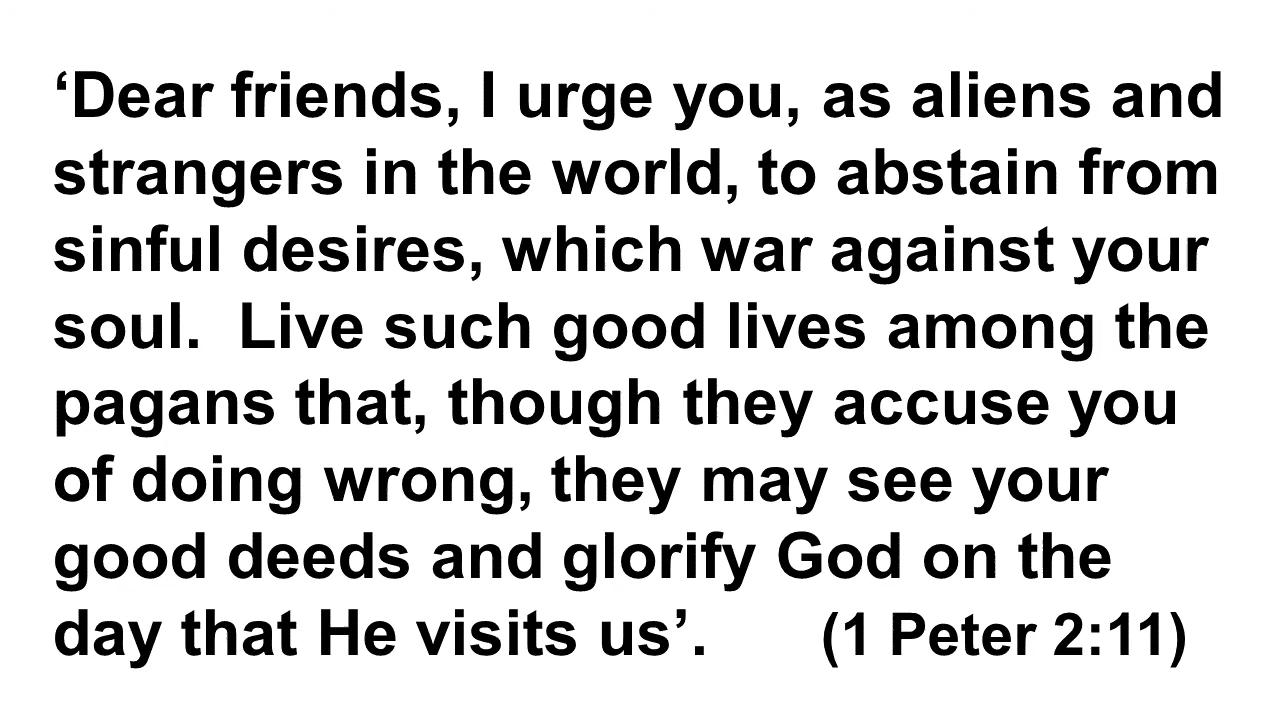 ‘Dear friends, I urge you, as aliens and
strangers in the world, to abstain from
sinful desires, which war against your
soul.  Live such good lives among the
pagans that, though they accuse you
of doing wrong, they may see your
good deeds and glorify God on the
day that He visits us’.      (1 Peter 2:11)